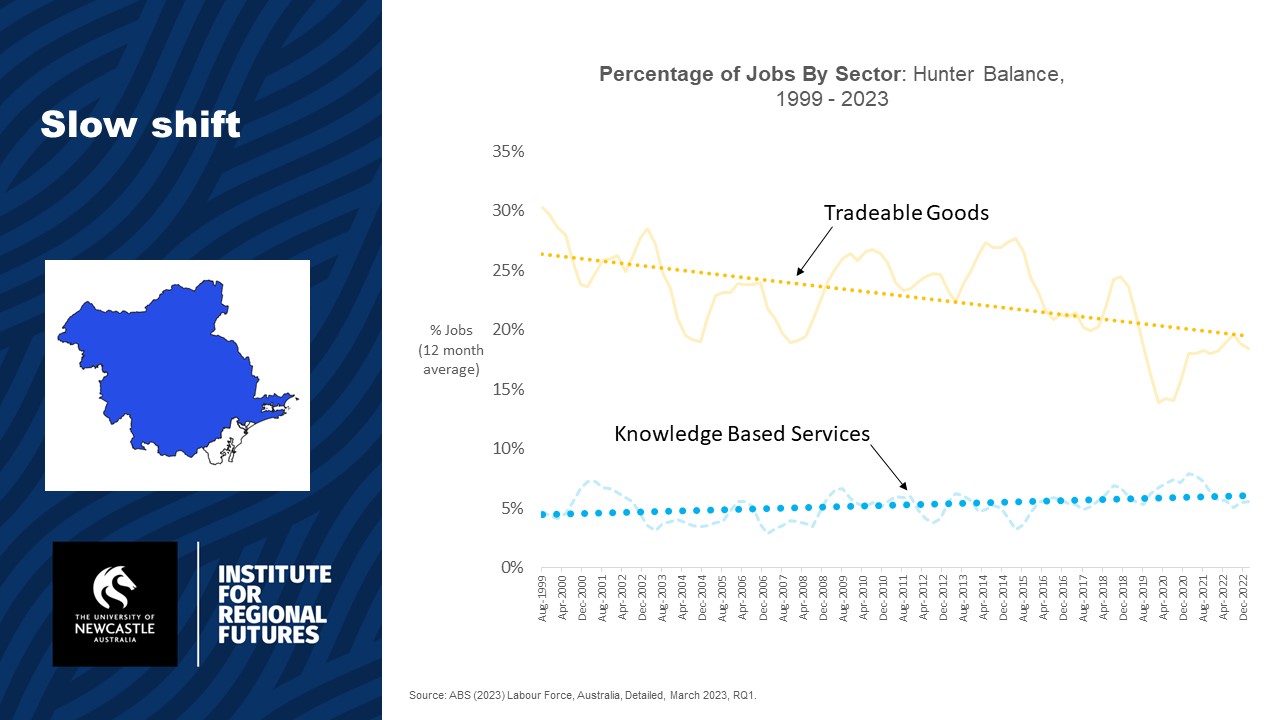 Slow shift
THE UNIVERSITY OF
NEWCASTLE
AUSTRALIA
INSTITUTE
FOR
REGIONAL
FUTURES
Percentage of Jobs By Sector: Hunter Balance,
1999 - 2023
% Jobs
(12 month
average)
35%
30%
25%
20%
15%
10%
5%
0%
Tradeable Goods
Knowledge Based Services
Aug-1999
Apr-2000
Dec-2000
Aug-2001
Apr-2002
Dec-2002
Aug-2003
Apr-2004
Dec-2004
Aug-2005
Apr-2006
Dec-2006
Aug-2007
Apr-2008
Dec-2008
Aug-2009
Apr-2010
Dec-2010
Aug-2011
Apr-2012
Dec-2012
Aug-2013
Apr-2014
Dec-2014
Aug-2015
Apr-2016
Dec-2016
Aug-2017
Apr-2018
Dec-2018
Aug-2019
Apr-2020
Dec-2020
Aug-2021
Apr-2022
Dec-2022
Source: ABS (2023) Labour Force, Australia, Detailed, March 2023, RQ1.